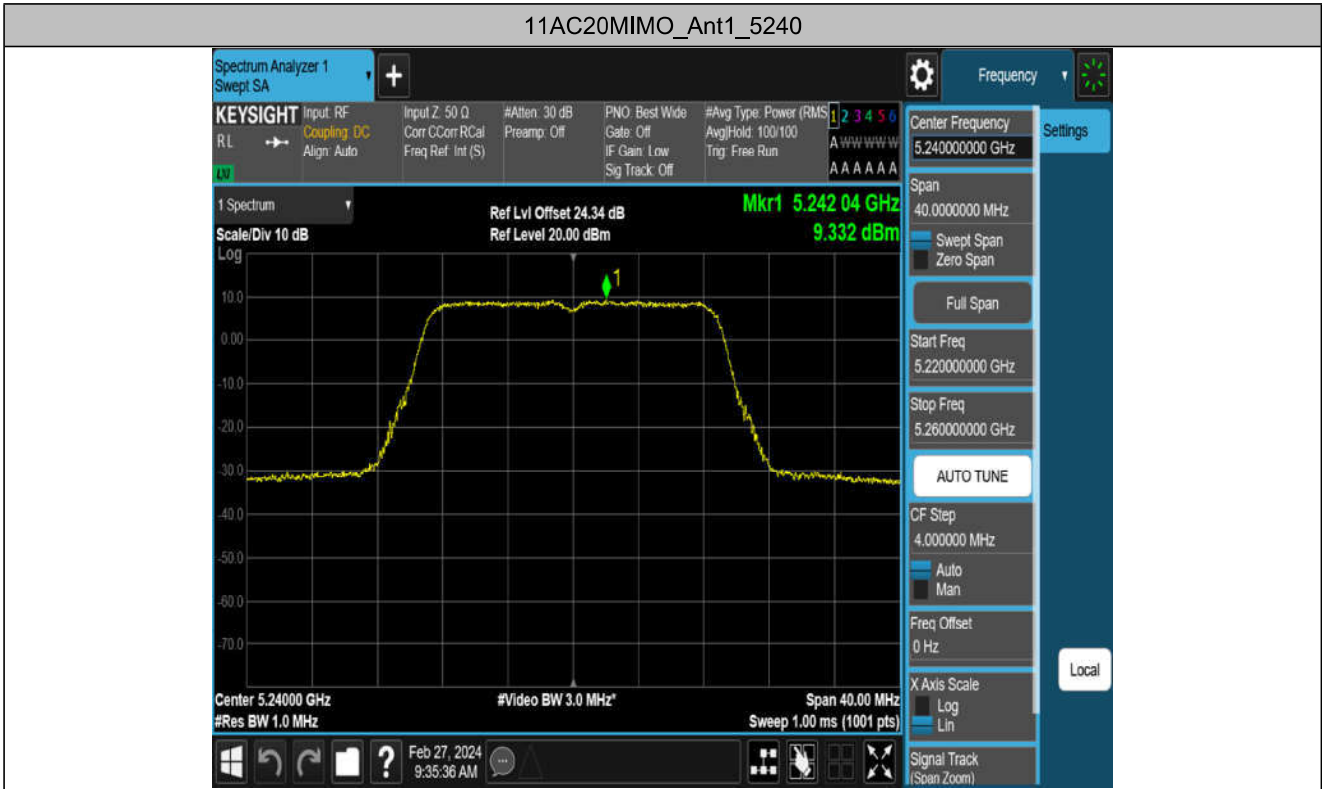 11AC20MIMO_Ant1_5240
Spectrum Analyzer 1
Swept SA
+
Frequency
KEYSIGHT
RL
Input: RF
Coupling: DC
Align: Auto
Input Z: 50 Ω
Corr CCorr RCal
Freq Ref: Int (S)
#Atten: 30 dB
Preamp: Off
PNO: Best Wide
Gate: Off
IF Gain: Low
Sig Track: Off
#Avg Type: Power (RMS
Avg|Hold: 100/100
Trig: Free Run
1 2 3 4 5 6
A W W W W W
A A A A A A
1 Spectrum
Scale/Div 10 dB
Log
Ref Lvl Offset 24.34 dB
Ref Level 20.00 dBm
Mkr1 5.242 04 GHz
9.332 dBm
1
10.0
0.00
-10.0
-20.0
-30.0
-40.0
-50.0
-60.0
-70.0
Center 5.24000 GHz
#Res BW 1.0 MHz
#Video BW 3.0 MHz*
Span 40.00 MHz
Sweep 1.00 ms (1001 pts)
Center Frequency
5.240000000 GHz
Settings
Span
40.0000000 MHz
Swept Span
Zero Span
Full Span
Start Freq
5.220000000 GHz
Stop Freq
5.260000000 GHz
AUTO TUNE
CF Step
4.000000 MHz
Auto
Man
Freq Offset
0 Hz
X Axis Scale
Log
Lin
Local
Signal Track
(Span Zoom)
?
Feb 27, 2024
9:35:36 AM